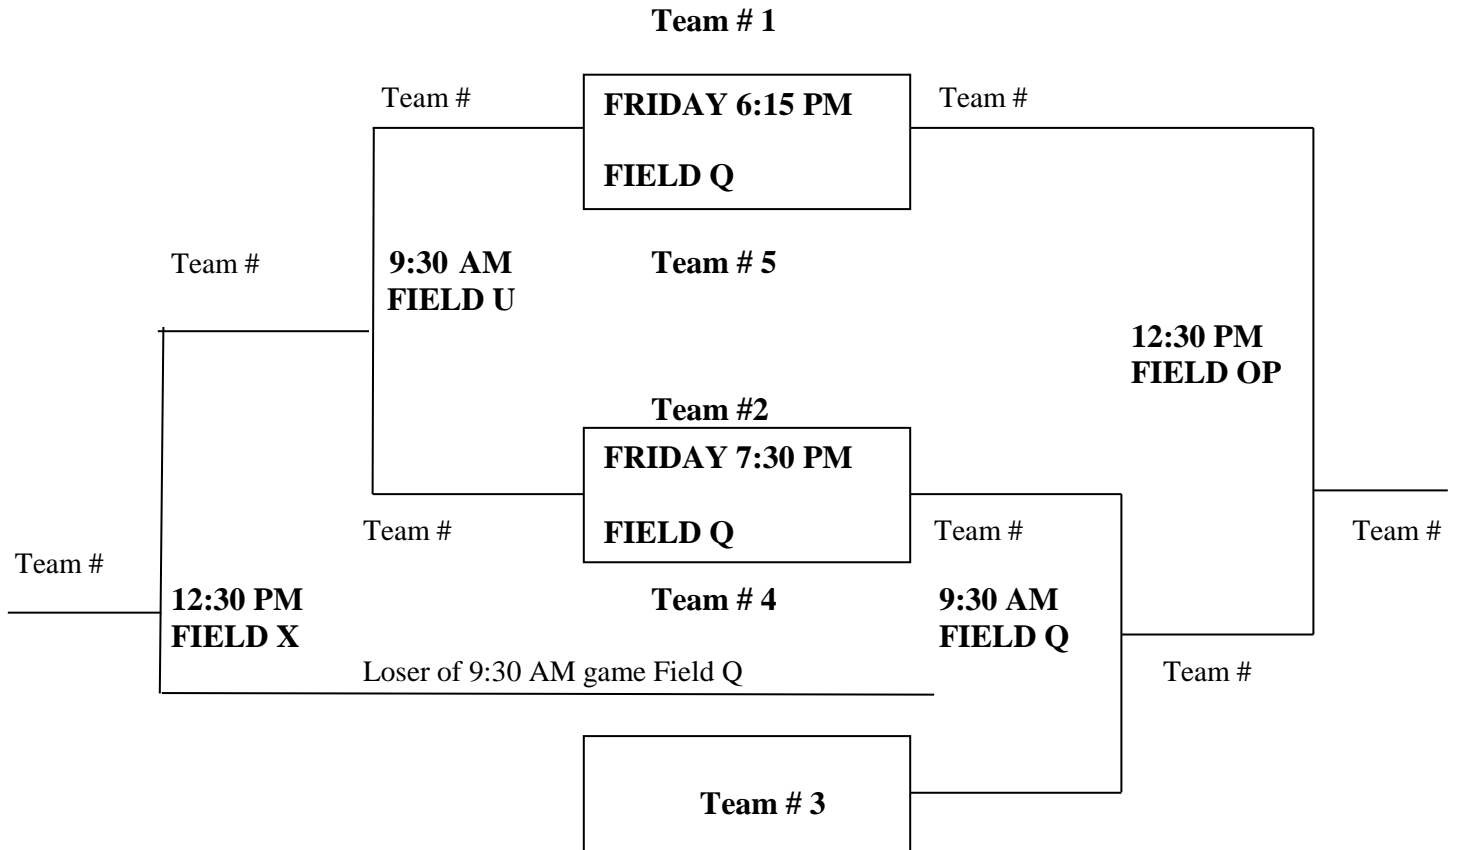 Team # 1
Team #
FRIDAY 6:15 PM
Team #
FIELD Q
Team #
9:30 AM
FIELD U
Team # 5
12:30 PM
FIELD OP
Team #2
FRIDAY 7:30 PM
Team #
FIELD Q
Team #
Team #
Team #
12:30 PM
FIELD X
Team # 4
9:30 AM
FIELD Q
Loser of 9:30 AM game Field Q
Team #
Team # 3